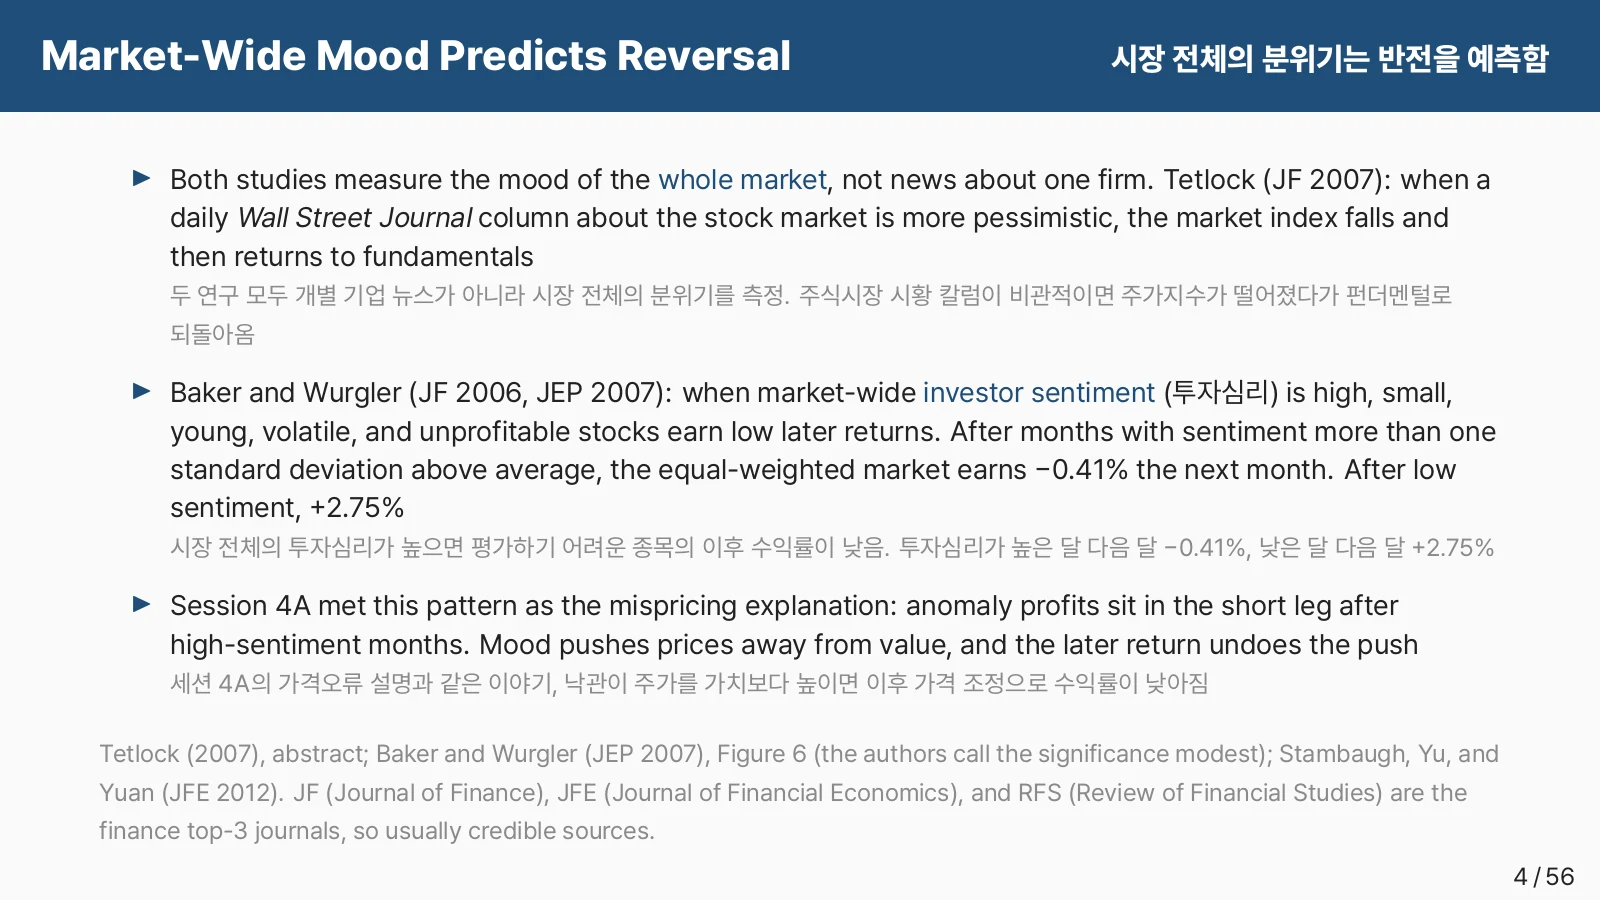 Market-Wide Mood Predicts Reversal
시장 전체의 분위기는 반전을 예측함
▶ Both studies measure the mood of the whole market, not news about one firm. Tetlock (JF 2007): when a
daily Wall Street Journal column about the stock market is more pessimistic, the market index falls and
then returns to fundamentals
두 연구 모두 개별 기업 뉴스가 아니라 시장 전체의 분위기를 측정. 주식시장 시황 칼럼이 비관적이면 주가지수가 떨어졌다가 펀더멘털로
되돌아옴
▶ Baker and Wurgler (JF 2006, JEP 2007): when market-wide investor sentiment (투자심리) is high, small,
young, volatile, and unprofitable stocks earn low later returns. After months with sentiment more than one
standard deviation above average, the equal-weighted market earns −0.41% the next month. After low
sentiment, +2.75%
시장 전체의 투자심리가 높으면 평가하기 어려운 종목의 이후 수익률이 낮음. 투자심리가 높은 달 다음 달 −0.41%, 낮은 달 다음 달 +2.75%
▶ Session 4A met this pattern as the mispricing explanation: anomaly profits sit in the short leg after
high-sentiment months. Mood pushes prices away from value, and the later return undoes the push
세션 4A의 가격오류 설명과 같은 이야기, 낙관이 주가를 가치보다 높이면 이후 가격 조정으로 수익률이 낮아짐
Tetlock (2007), abstract; Baker and Wurgler (JEP 2007), Figure 6 (the authors call the significance modest); Stambaugh, Yu, and
Yuan (JFE 2012). JF (Journal of Finance), JFE (Journal of Financial Economics), and RFS (Review of Financial Studies) are the
finance top-3 journals, so usually credible sources.
4 / 56